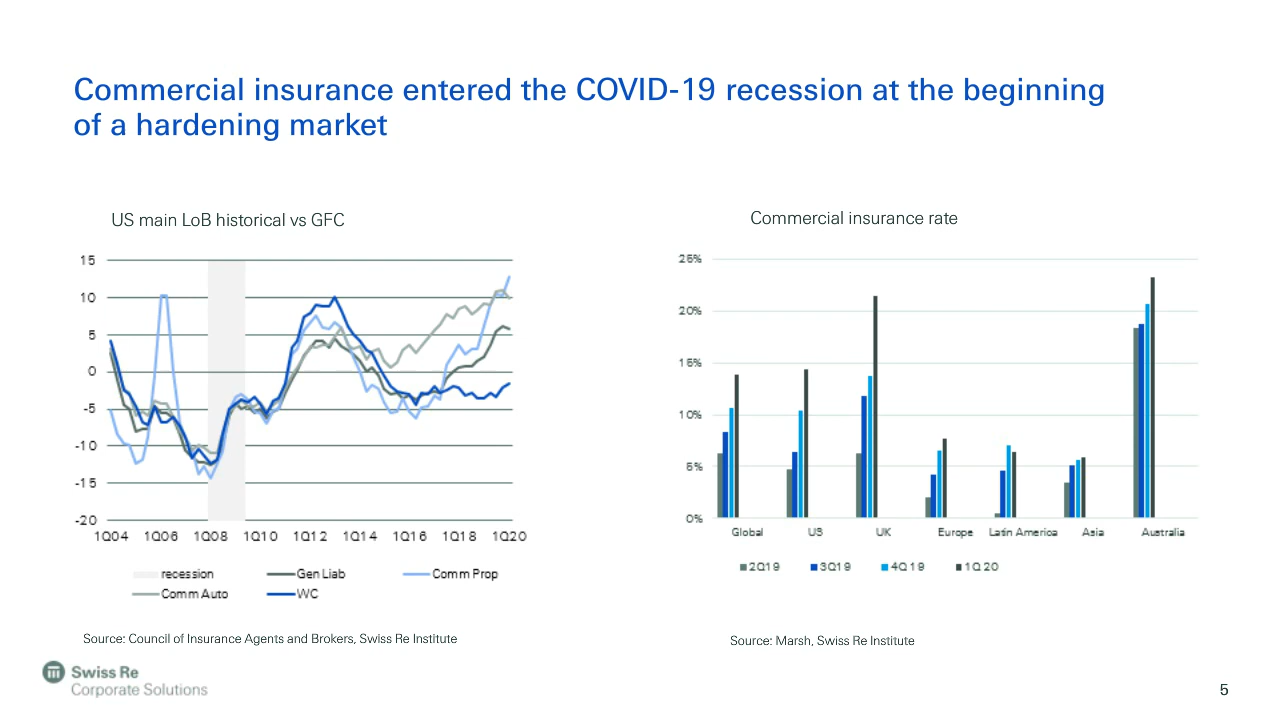 Commercial insurance entered the COVID-19 recession at the beginning
of a hardening market
US main LoB historical vs GFC
15
10
5
0
-5
-10
-15
-20
1Q04 1Q06 1Q08 1Q10 1Q12 1Q14 1Q16 1Q18 1Q20
recession Gen Liab Comm Prop
Comm Auto WC
Source: Council of Insurance Agents and Brokers, Swiss Re Institute
Commercial insurance rate
25%
20%
15%
10%
5%
0%
Global US UK Europe Latin America Asia Australia
2Q19 3Q19 4Q19 1Q20
Source: Marsh, Swiss Re Institute
Swiss Re
Corporate Solutions
5